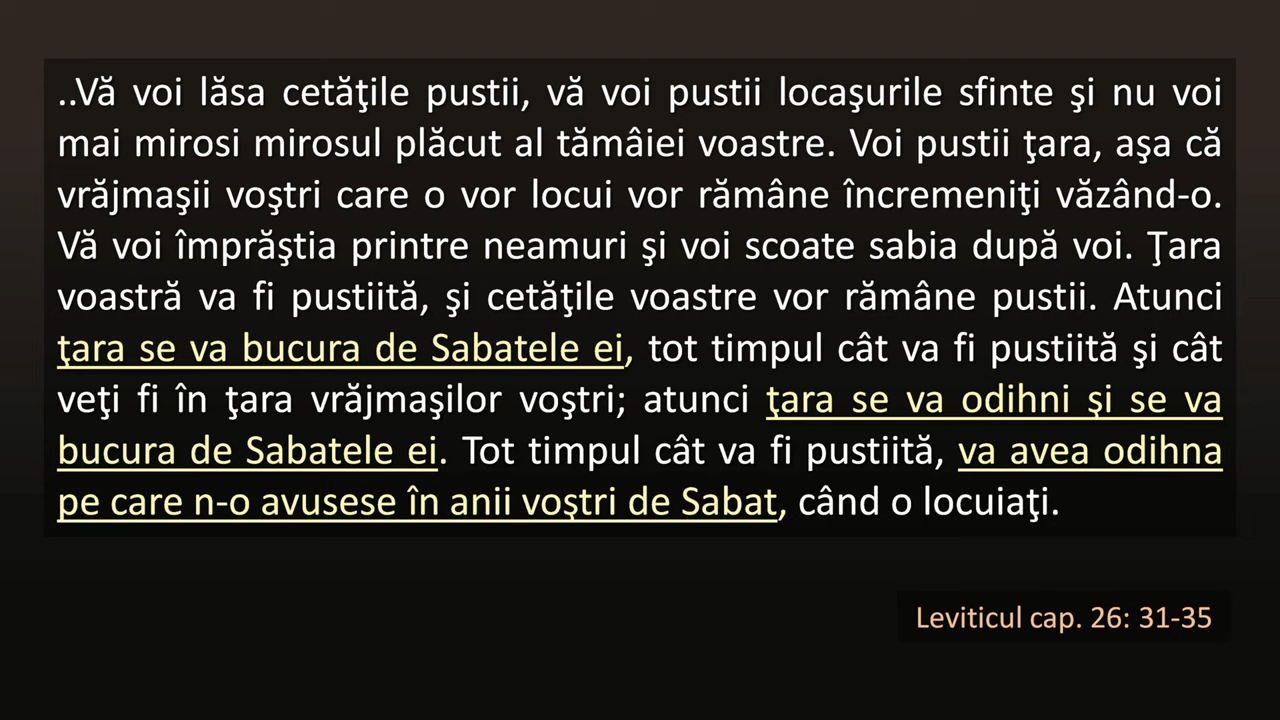 ..Vă voi lăsa cetăţile pustii, vă voi pustii locaşurile sfinte şi nu voi
mai mirosi mirosul plăcut al tămâiei voastre. Voi pustii ţara, aşa că
vrăjmaşii voştri care o vor locui vor rămâne încremeniţi văzând-o.
Vă voi împrăştia printre neamuri şi voi scoate sabia după voi. Ţara
voastră va fi pustiită, şi cetăţile voastre vor rămâne pustii. Atunci
ţara se va bucura de Sabatele ei, tot timpul cât va fi pustiită şi cât
veţi fi în ţara vrăjmaşilor voştri; atunci ţara se va odihni şi se va
bucura de Sabatele ei. Tot timpul cât va fi pustiită, va avea odihna
pe care n-o avusese în anii voştri de Sabat, când o locuiaţi.
Leviticul cap. 26: 31-35